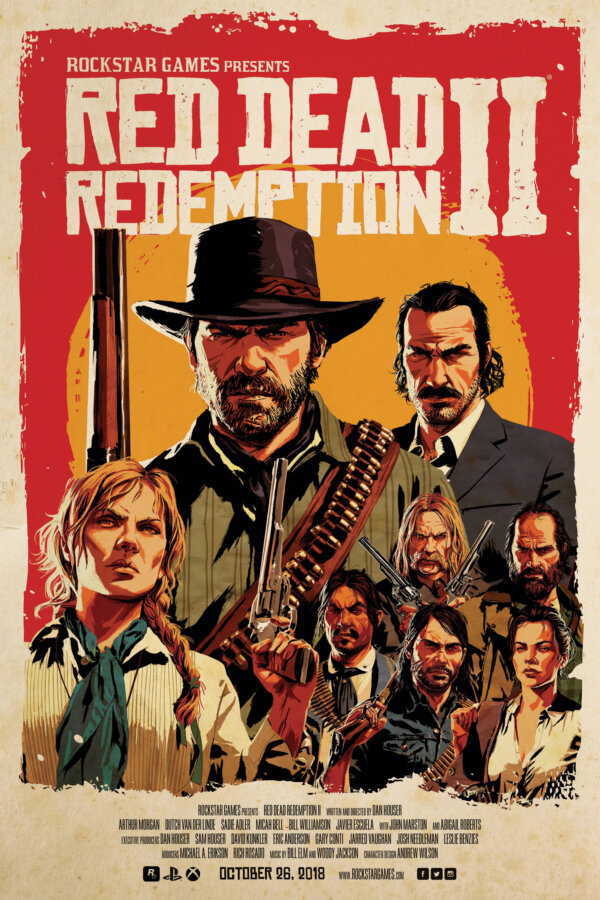 ROCKSTAR GAMES PRESENTS
RED DEAD
REDEMPTION II
ROCKSTAR GAMES PRESENTS RED DEAD REDEMPTION II WRITTEN AND DIRECTED BY DAN HOUSER
ARTHUR MORGAN DUTCH VAN DER LINDE SADIE ADLER MICAH BELL BILL WILLIAMSON JAVIER ESCUELLA WITH JOHN MARSTON AND ABIGAIL ROBERTS
EXECUTIVE PRODUCERS DAN HOUSER SAM HOUSER DAVID KUNKLER ERIC ANDERSON GARY CONTI JARRED VAUGHAN JOSH NEEDLEMAN LESLIE BENZIES
RODUCERS MICHAEL A. ERIKSON RICH ROSADO MUSIC BY BILL ELM AND WOODY JACKSON CHARACTER DESIGN ANDREW WILSON
R★ OCTOBER 26, 2018 WWW.ROCKSTARGAMES.COM